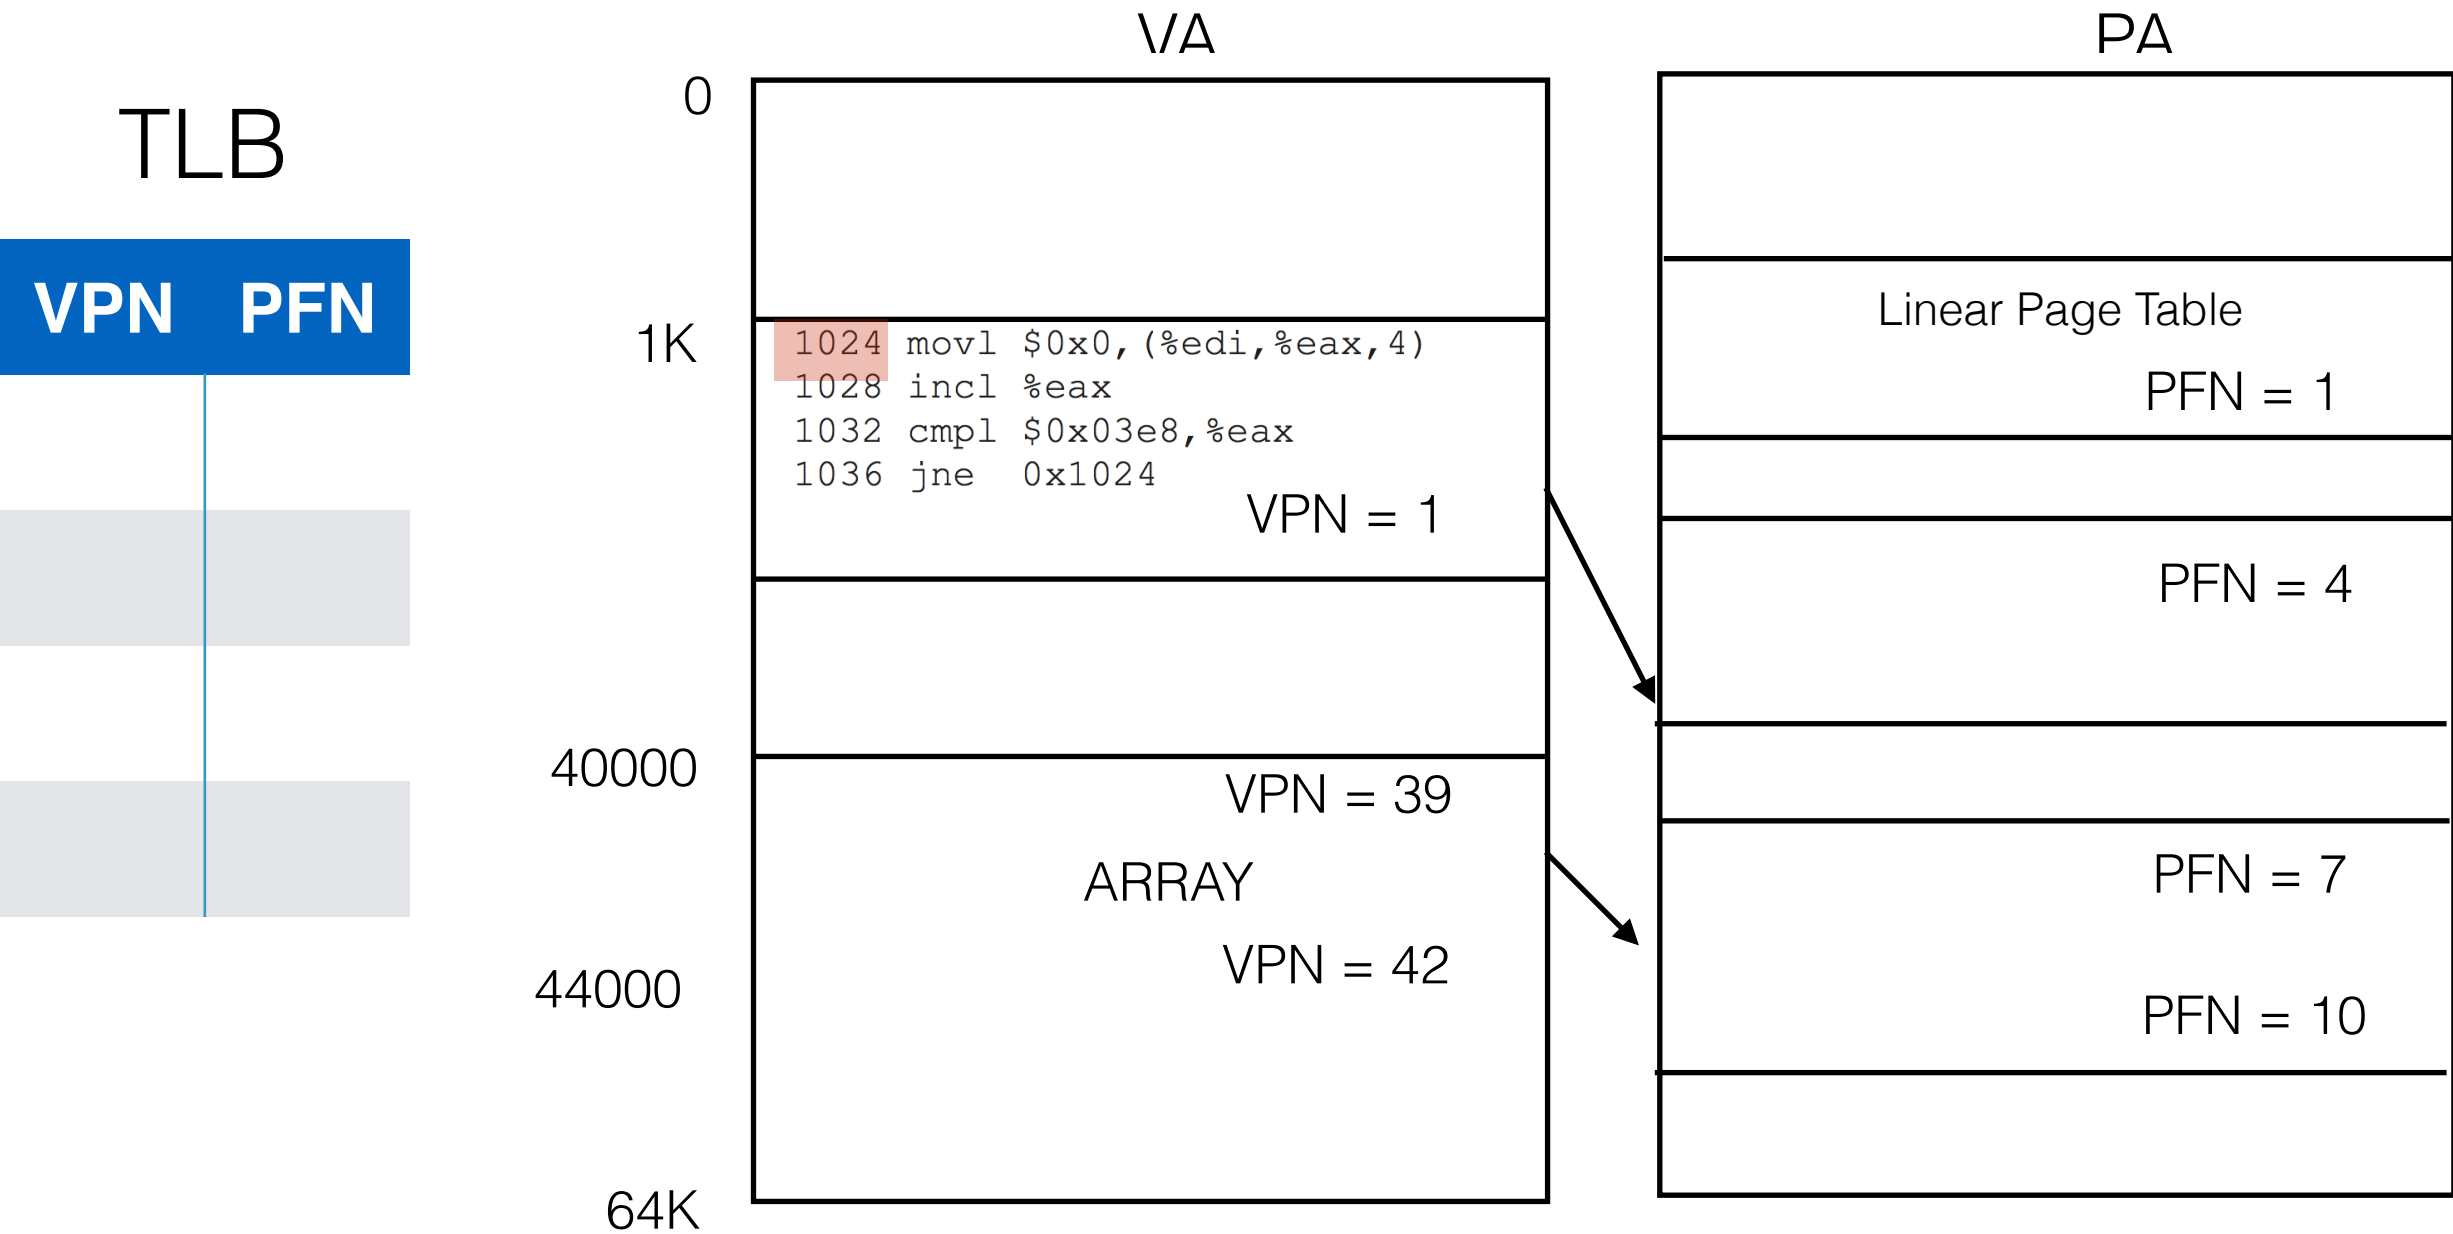 TLB
VPN PFN
VA
0
1K
1024 movl $0x0,(%edi,%eax,4)
1028 incl %eax
1032 cmpl $0x03e8,%eax
1036 jne 0x1024
VPN = 1
40000
VPN = 39
ARRAY
VPN = 42
44000
64K
PA
Linear Page Table
PFN = 1
PFN = 4
PFN = 7
PFN = 10